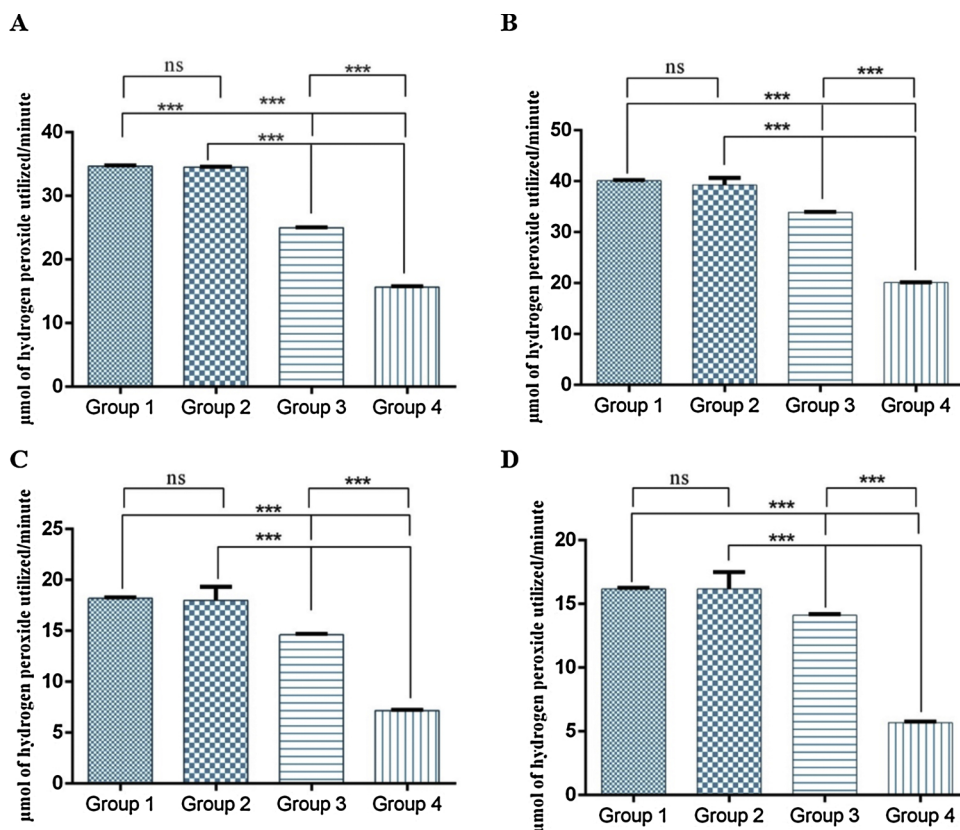 A
ns
***
***
***
***
µmol of hydrogen peroxide utilized/minute
40
30
20
10
0
Group 1 Group 2 Group 3 Group 4
B
ns
***
***
***
µmol of hydrogen peroxide utilized/minute
50
40
30
20
10
0
Group 1 Group 2 Group 3 Group 4
C
ns
***
***
***
µmol of hydrogen peroxide utilized/minute
25
20
15
10
5
0
Group 1 Group 2 Group 3 Group 4
D
ns
***
***
***
µmol of hydrogen peroxide utilized/minute
20
15
10
5
0
Group 1 Group 2 Group 3 Group 4